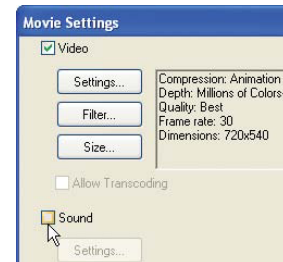 Movie Settings
Video
Settings...
Filter...
Size...
Compression: Animation
Depth: Millions of Colors
Quality: Best
Frame rate: 30
Dimensions: 720x540
Allow Transcoding
Sound
Settings...